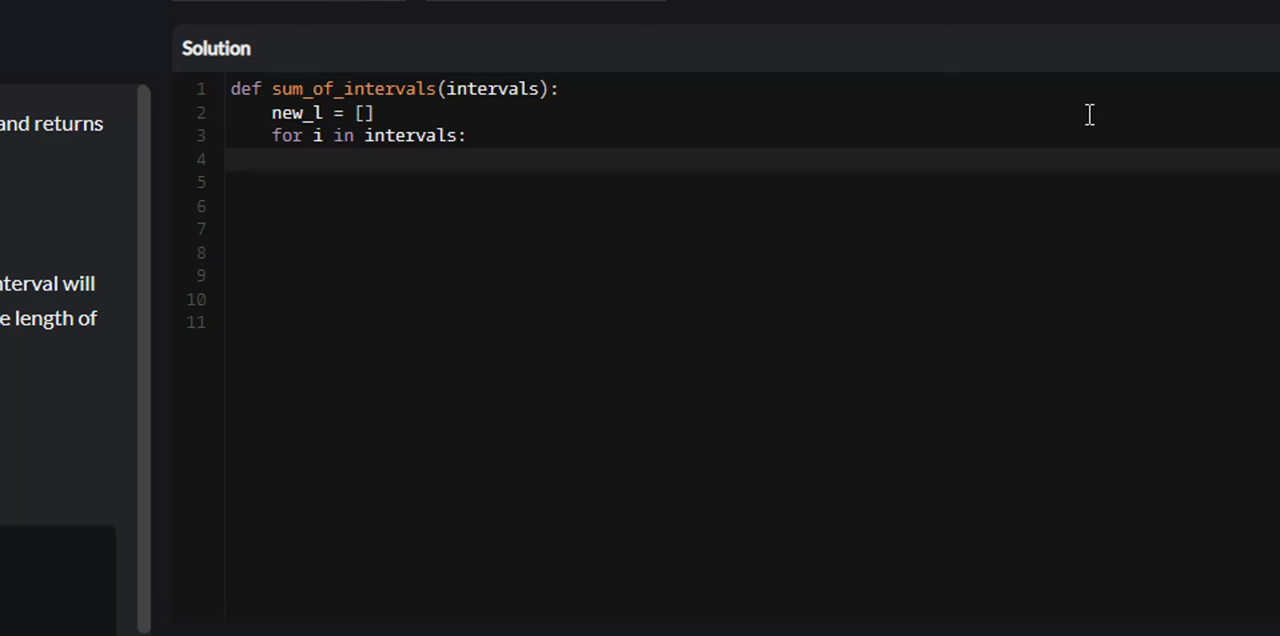 Solution
1 def sum_of_intervals(intervals):
2 new_l = []
3 for i in intervals:
4
5
6
7
8
9
10
11
and returns
nterval will
e length of